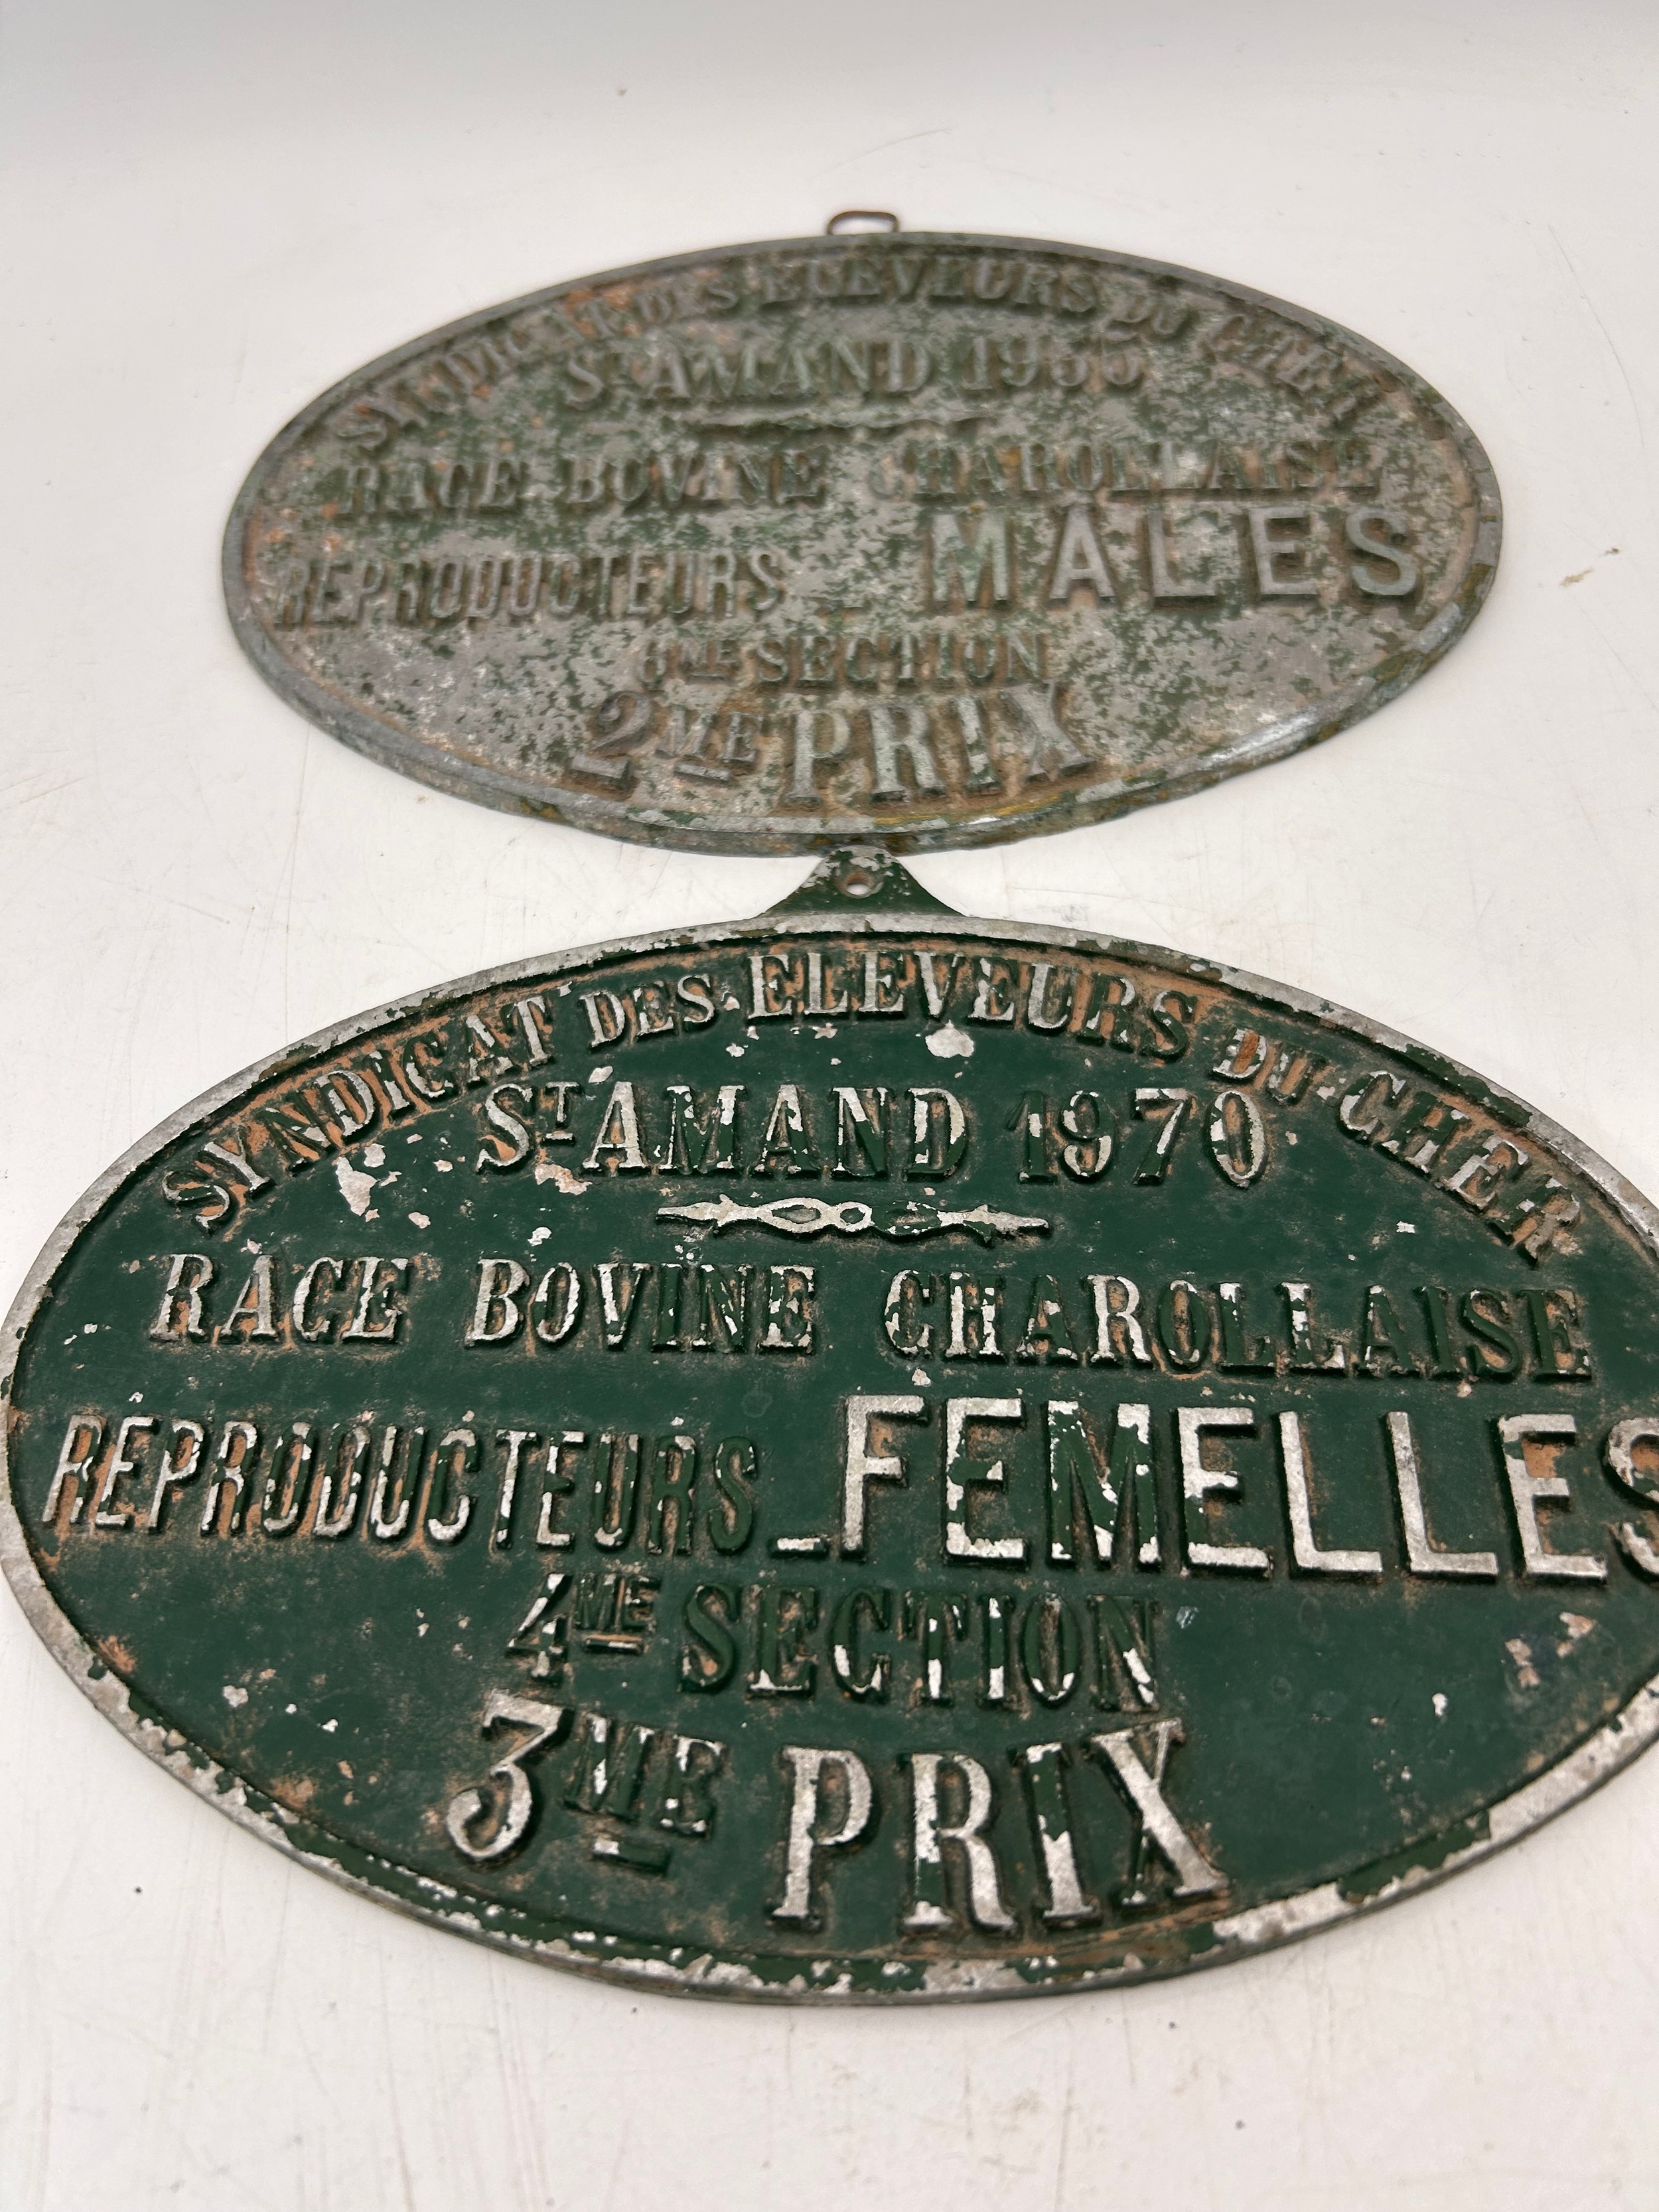 SYNDICAT DES ELEVEURS DU CHER
ST AMAND
RACE BOVINE CHAROLLAISE
REPRODUCTEURS _ MALES
SECTION
2ME PRIX
SYNDICAT DES ELEVEURS DU CHER
ST AMAND 1970
RACE BOVINE CHAROLLAISE
REPRODUCTEURS _ FEMELLES
4ME SECTION
3ME PRIX